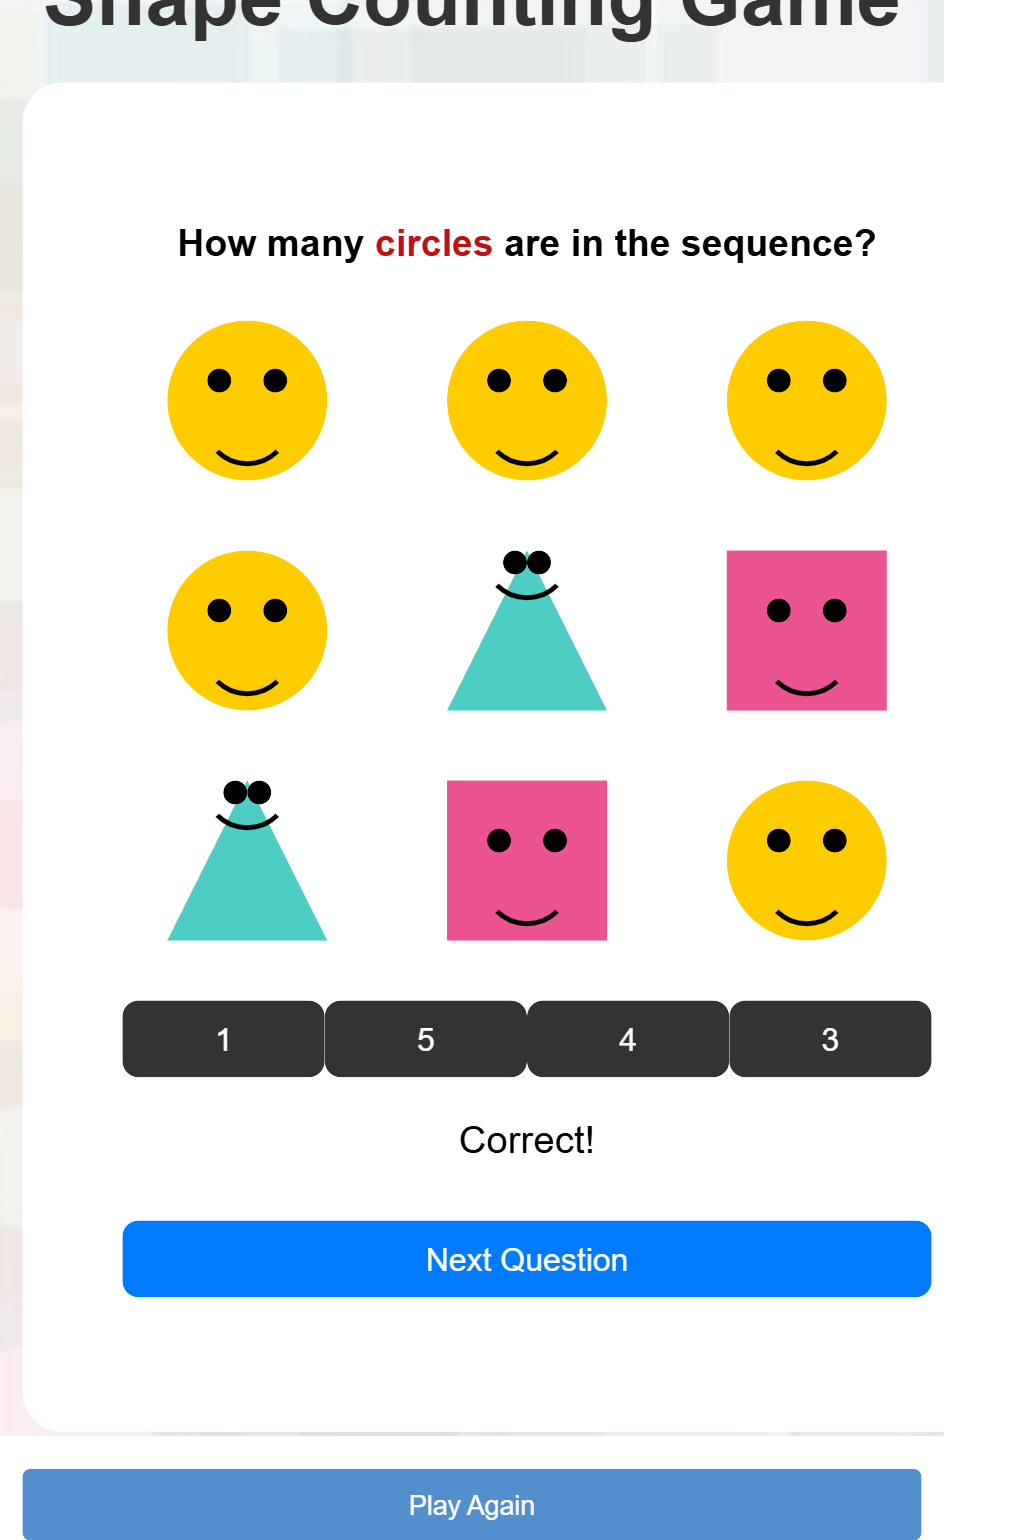 Shape Counting Game
How many circles are in the sequence?
1 5 4 3
Correct!
Next Question
Play Again